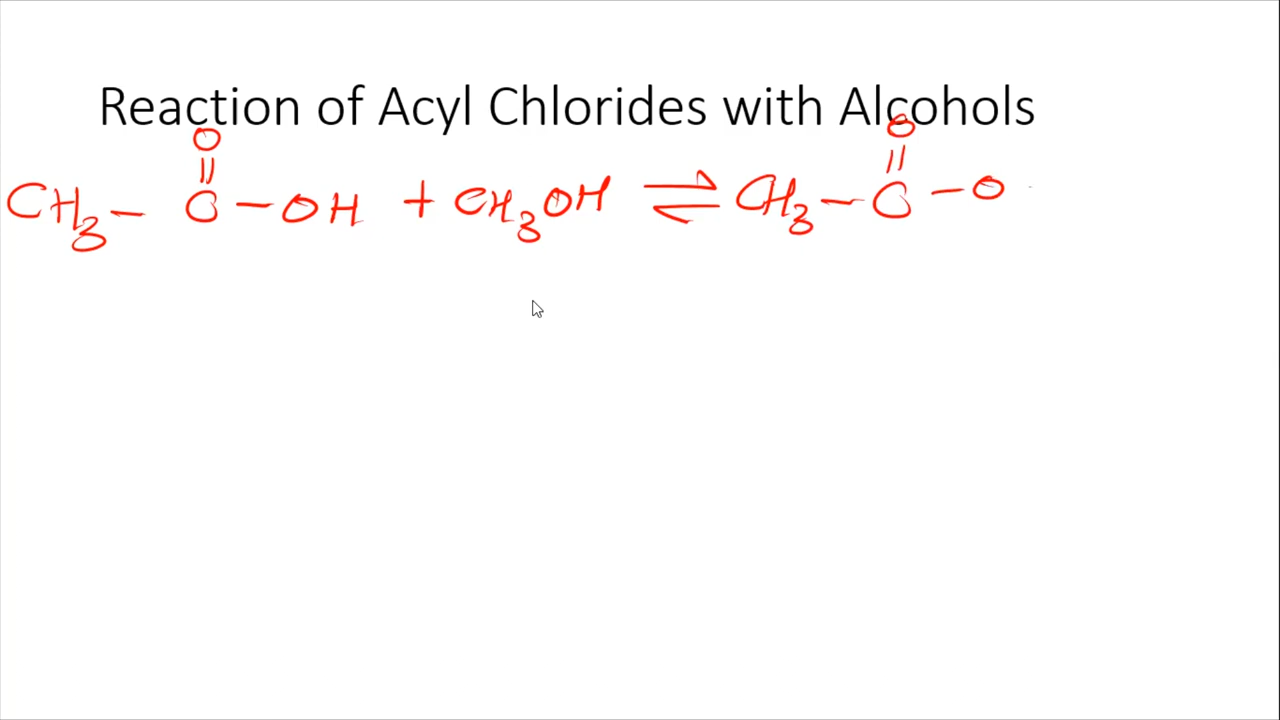 Reaction of Acyl Chlorides with Alcohols
O O
|| ||
CH3 – C – OH + CH3OH ⇌ CH3 – C – O